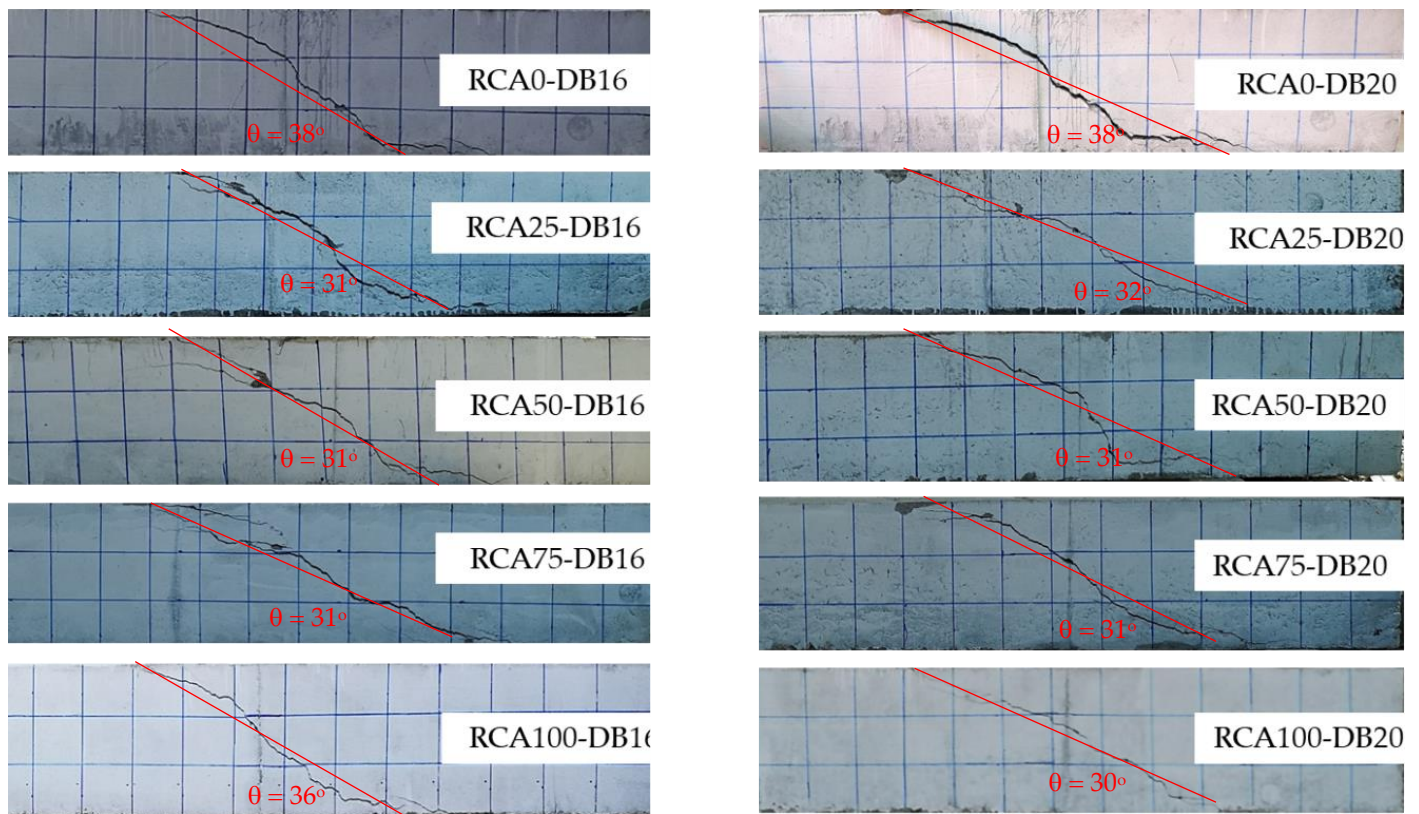 RCA0-DB16
θ = 38°
RCA0-DB20
θ = 38°
RCA25-DB16
θ = 31°
RCA25-DB20
θ = 32°
RCA50-DB16
θ = 31°
RCA50-DB20
θ = 31°
RCA75-DB16
θ = 31°
RCA75-DB20
θ = 31°
RCA100-DB16
θ = 36°
RCA100-DB20
θ = 30°